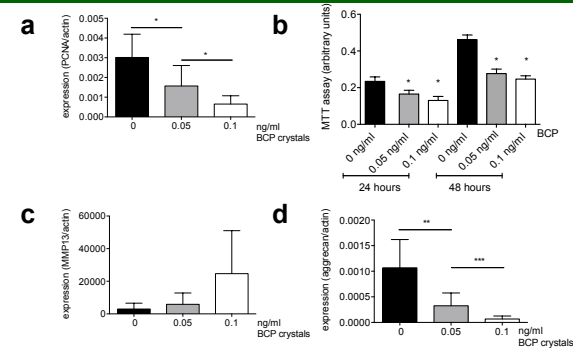 a
expression (PCNA/actin)
0.005
0.004
0.003
0.002
0.001
0.000
*
*
0
0.05
0.1
ng/ml
BCP crystals
b
MTT assay (arbitrary units)
0.6
0.4
0.2
0.0
*
*
*
*
0 ng/ml
0.05 ng/ml
0.1 ng/ml
0 ng/ml
0.05 ng/ml
0.1 ng/ml
BCP
24 hours
48 hours
c
expression (MMP13/actin)
60000
40000
20000
0
0
0.05
0.1
ng/ml
BCP crystals
d
expression (aggrecan/actin)
0.0020
0.0015
0.0010
0.0005
0.0000
**
***
0
0.05
0.1
ng/ml
BCP crystals